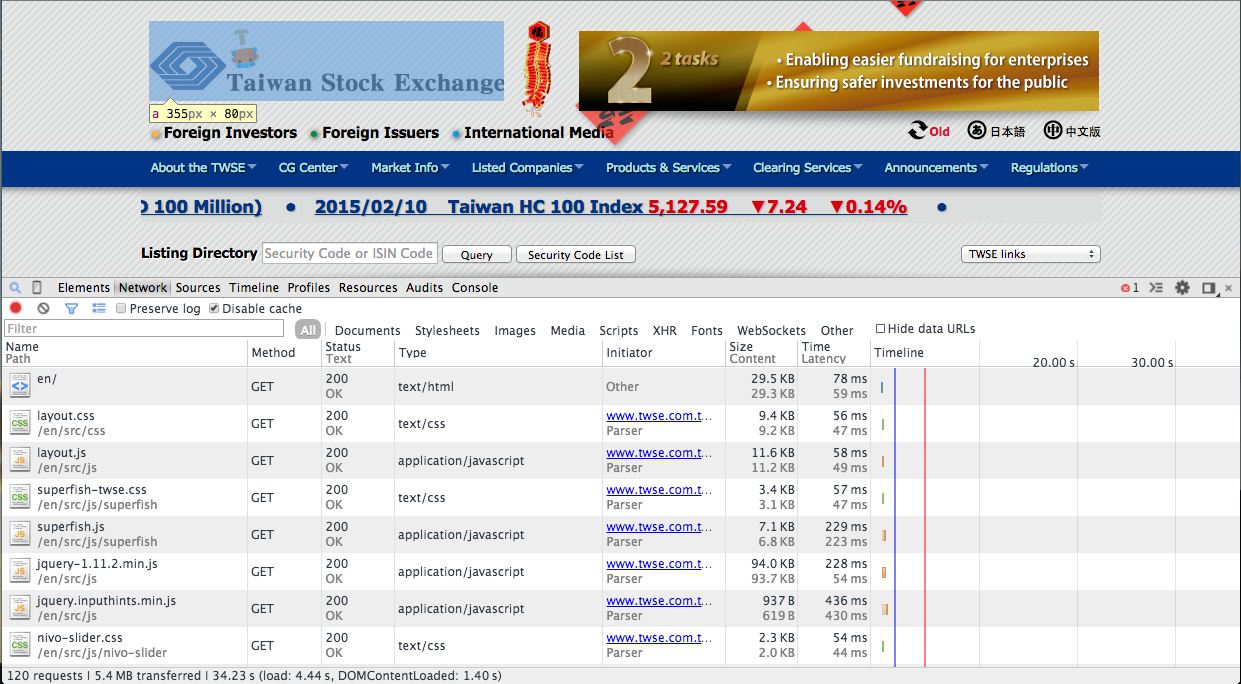 福
2 2 tasks
• Enabling easier fundraising for enterprises
• Ensuring safer investments for the public
Taiwan Stock Exchange
a 355px × 80px
Foreign Investors Foreign Issuers International Media
Old あ 日本語 中 中文版
About the TWSE CG Center Market Info Listed Companies Products & Services Clearing Services Announcements Regulations
O 100 Million) • 2015/02/10 Taiwan HC 100 Index 5,127.59 ▼7.24 ▼0.14% •
Listing Directory Security Code or ISIN Code Query Security Code List TWSE links
Elements Network Sources Timeline Profiles Resources Audits Console 1
Preserve log Disable cache
Filter All Documents Stylesheets Images Media Scripts XHR Fonts WebSockets Other Hide data URLs
Name Method Status Type Initiator Size Time Timeline
Path Text Content Latency 20.00 s 30.00 s
en/ GET 200 text/html Other 29.5 KB 78 ms
OK 29.3 KB 59 ms
layout.css GET 200 text/css www.twse.com.t... 9.4 KB 56 ms
/en/src/css OK Parser 9.2 KB 47 ms
layout.js GET 200 application/javascript www.twse.com.t... 11.6 KB 58 ms
/en/src/js OK Parser 11.2 KB 49 ms
superfish-twse.css GET 200 text/css www.twse.com.t... 3.4 KB 57 ms
/en/src/js/superfish OK Parser 3.1 KB 47 ms
superfish.js GET 200 application/javascript www.twse.com.t... 7.1 KB 229 ms
/en/src/js/superfish OK Parser 6.8 KB 223 ms
jquery-1.11.2.min.js GET 200 application/javascript www.twse.com.t... 94.0 KB 228 ms
/en/src/js OK Parser 93.7 KB 54 ms
jquery.inputhints.min.js GET 200 application/javascript www.twse.com.t... 937 B 436 ms
/en/src/js OK Parser 619 B 430 ms
nivo-slider.css GET 200 text/css www.twse.com.t... 2.3 KB 54 ms
/en/src/js/nivo-slider OK Parser 2.0 KB 44 ms
120 requests | 5.4 MB transferred | 34.23 s (load: 4.44 s, DOMContentLoaded: 1.40 s)